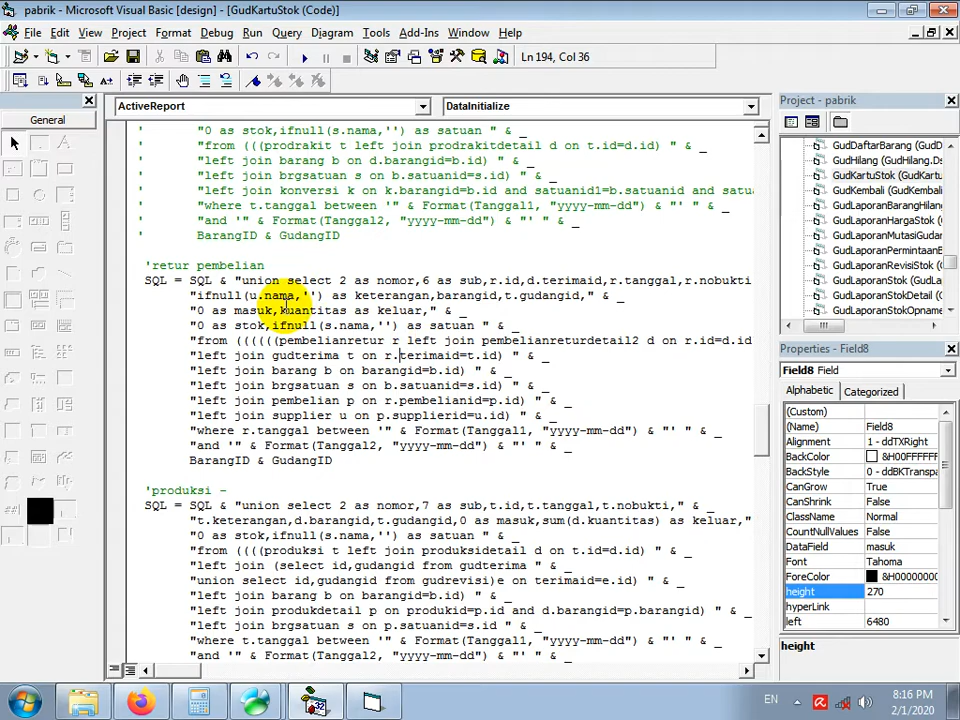 pabrik - Microsoft Visual Basic [design] - [GudKartuStok (Code)]
File Edit View Project Format Debug Run Query Diagram Tools Add-Ins Window Help
Ln 194, Col 36
General
ActiveReport
DataInitialize
' "0 as stok,ifnull(s.nama,'') as satuan " & _
' "from (((prodrakit t left join prodrakitdetail d on t.id=d.id) " & _
' "left join barang b on d.barangid=b.id) " & _
' "left join brgsatuan s on b.satuanid=s.id) " & _
' "left join konversi k on k.barangid=b.id and satuanid1=b.satuanid and satu
' "where t.tanggal between '" & Format(Tanggal1, "yyyy-mm-dd") & "' " & _
' "and '" & Format(Tanggal2, "yyyy-mm-dd") & "' " & _
' BarangID & GudangID
'retur pembelian
SQL = SQL & "union select 2 as nomor,6 as sub,r.id,d.terimaid,r.tanggal,r.nobukti
"ifnull(u.nama,'') as keterangan,barangid,t.gudangid," & _
"0 as masuk,kuantitas as keluar," & _
"0 as stok,ifnull(s.nama,'') as satuan " & _
"from ((((((pembelianretur r left join pembelianreturdetail2 d on r.id=d.id
"left join gudterima t on r.terimaid=t.id) " & _
"left join barang b on barangid=b.id) " & _
"left join brgsatuan s on b.satuanid=s.id) " & _
"left join pembelian p on r.pembelianid=p.id) " & _
"left join supplier u on p.supplierid=u.id) " & _
"where r.tanggal between '" & Format(Tanggal1, "yyyy-mm-dd") & "' " & _
"and '" & Format(Tanggal2, "yyyy-mm-dd") & "' " & _
BarangID & GudangID
'produksi -
SQL = SQL & "union select 2 as nomor,7 as sub,t.id,t.tanggal,t.nobukti," & _
"t.keterangan,d.barangid,t.gudangid,0 as masuk,sum(d.kuantitas) as keluar,"
"0 as stok,ifnull(s.nama,'') as satuan " & _
"from ((((produksi t left join produksidetail d on t.id=d.id) " & _
"left join (select id,gudangid from gudterima " & _
"union select id,gudangid from gudrevisi)e on terimaid=e.id) " & _
"left join barang b on barangid=b.id) " & _
"left join produkdetail p on produkid=p.id and d.barangid=p.barangid) " & _
"left join brgsatuan s on p.satuanid=s.id " & _
"where t.tanggal between '" & Format(Tanggal1, "yyyy-mm-dd") & "' " & _
"and '" & Format(Tanggal2, "yyyy-mm-dd") & "' " & _
Project - pabrik
GudDaftarBarang (GudD
GudHilang (GudHilang.Ds
GudKartuStok (GudKartu
GudKembali (GudKembali.
GudLaporanBarangHilang
GudLaporanHargaStok (G
GudLaporanMutasi (GudL
GudLaporanPermintaanB
GudLaporanRevisiStok (G
GudLaporanStok (GudLap
GudStokDetail (GudStokD
GudStokOpname
Properties - Field8
Field8 Field
Alphabetic Categorized
(Custom)
(Name) Field8
Alignment 1 - ddTXRight
BackColor &H00FFFFFF
BackStyle 0 - ddBKTranspa
CanGrow True
CanShrink False
ClassName Normal
CountNullValues False
DataField masuk
Font Tahoma
ForeColor &H00000000
height 270
hyperLink
left 6480
height
EN
8:16 PM
2/1/2020